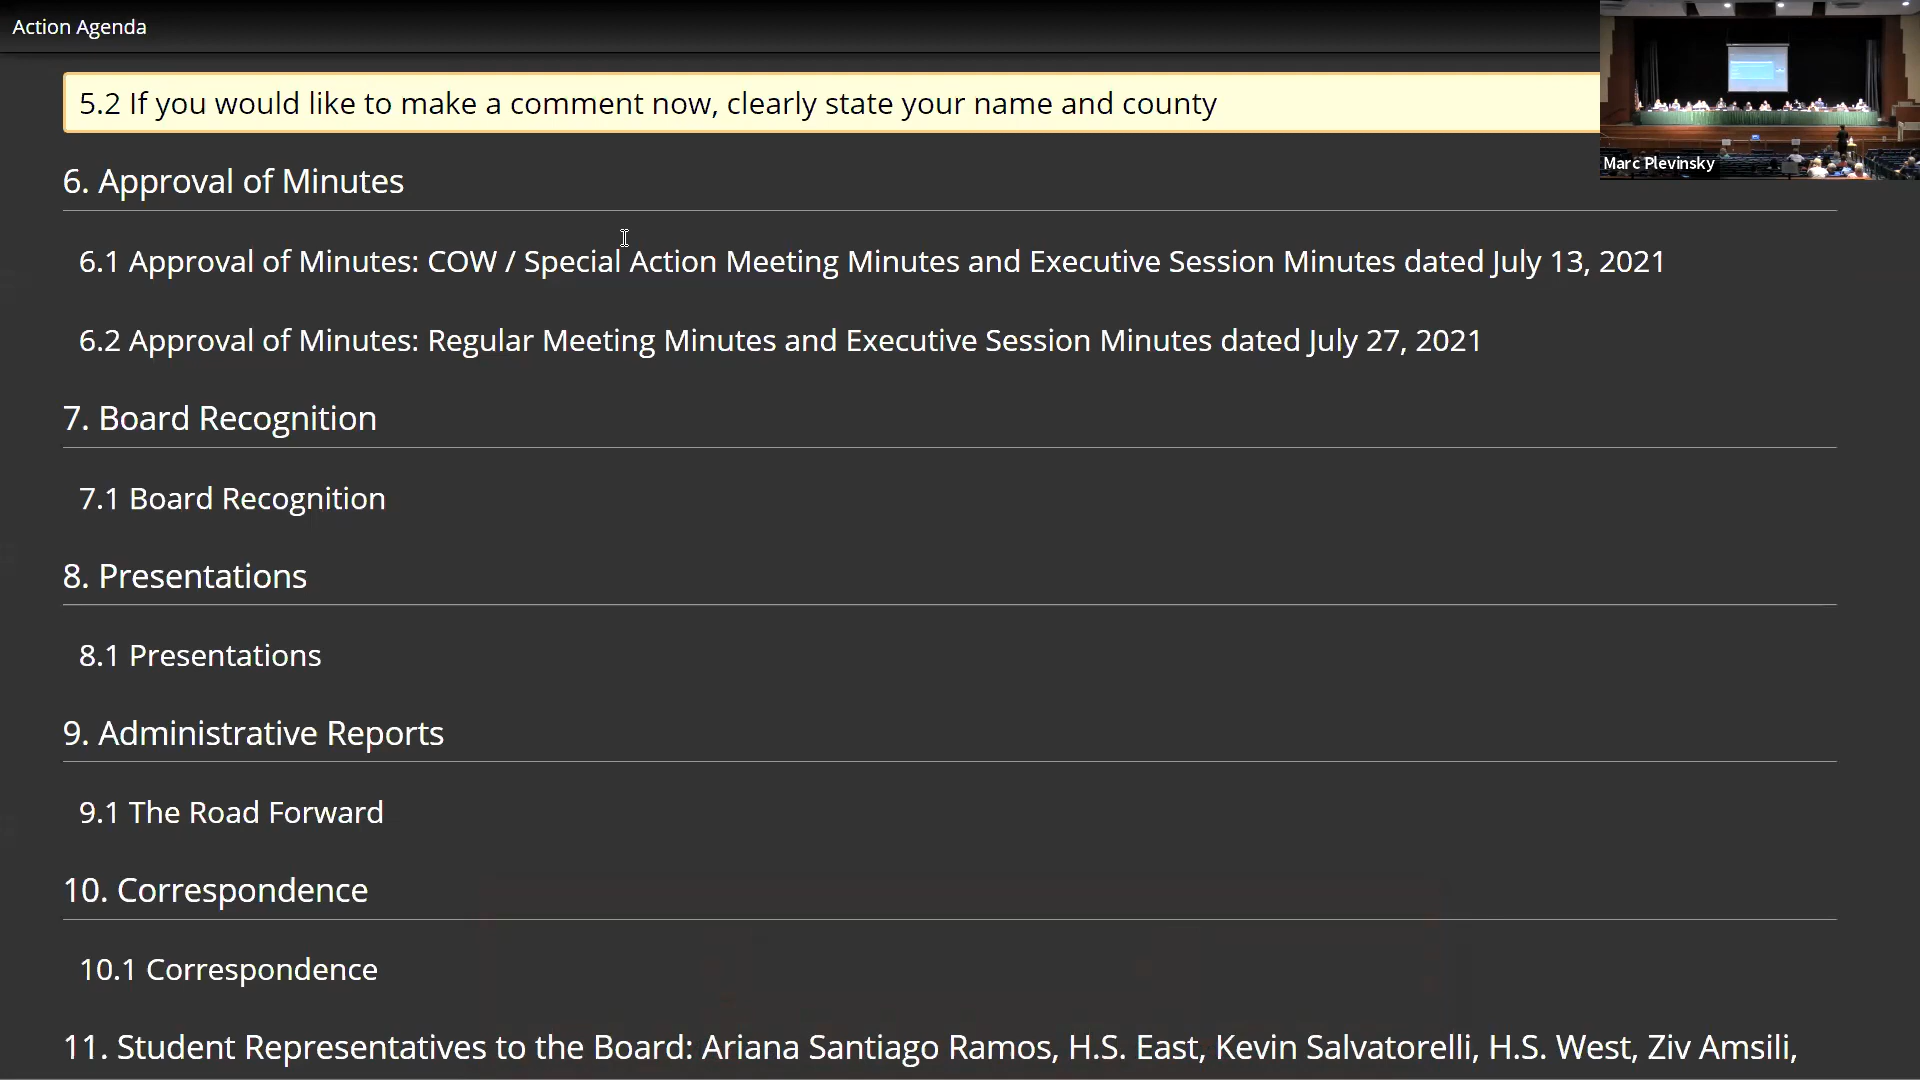 Action Agenda
5.2 If you would like to make a comment now, clearly state your name and county
Marc Plevinsky
6. Approval of Minutes
6.1 Approval of Minutes: COW / Special Action Meeting Minutes and Executive Session Minutes dated July 13, 2021
6.2 Approval of Minutes: Regular Meeting Minutes and Executive Session Minutes dated July 27, 2021
7. Board Recognition
7.1 Board Recognition
8. Presentations
8.1 Presentations
9. Administrative Reports
9.1 The Road Forward
10. Correspondence
10.1 Correspondence
11. Student Representatives to the Board: Ariana Santiago Ramos, H.S. East, Kevin Salvatorelli, H.S. West, Ziv Amsili,